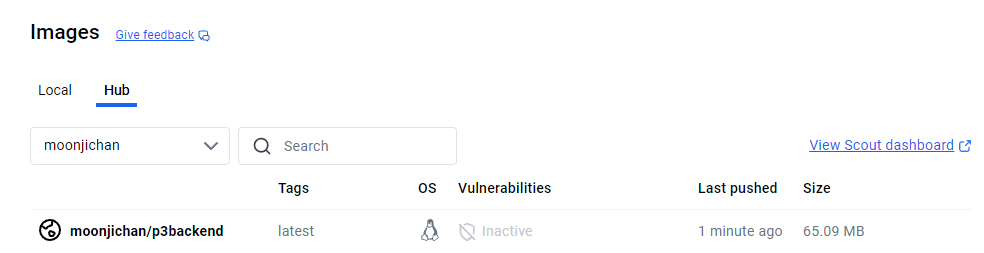 Images Give feedback
Local Hub
moonjichan Search View Scout dashboard
Tags OS Vulnerabilities Last pushed Size
moonjichan/p3backend latest Inactive 1 minute ago 65.09 MB